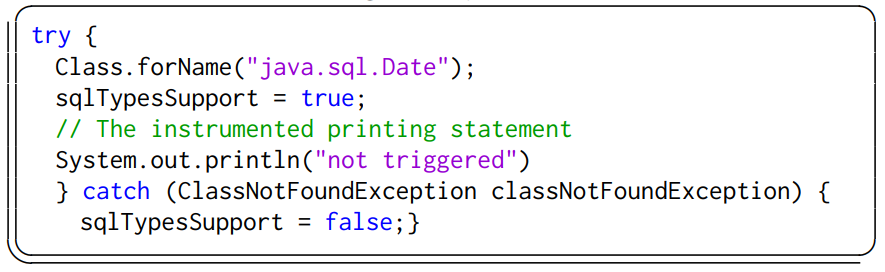 try {
  Class.forName("java.sql.Date");
  sqlTypesSupport = true;
  // The instrumented printing statement
  System.out.println("not triggered")
  } catch (ClassNotFoundException classNotFoundException) {
    sqlTypesSupport = false;}